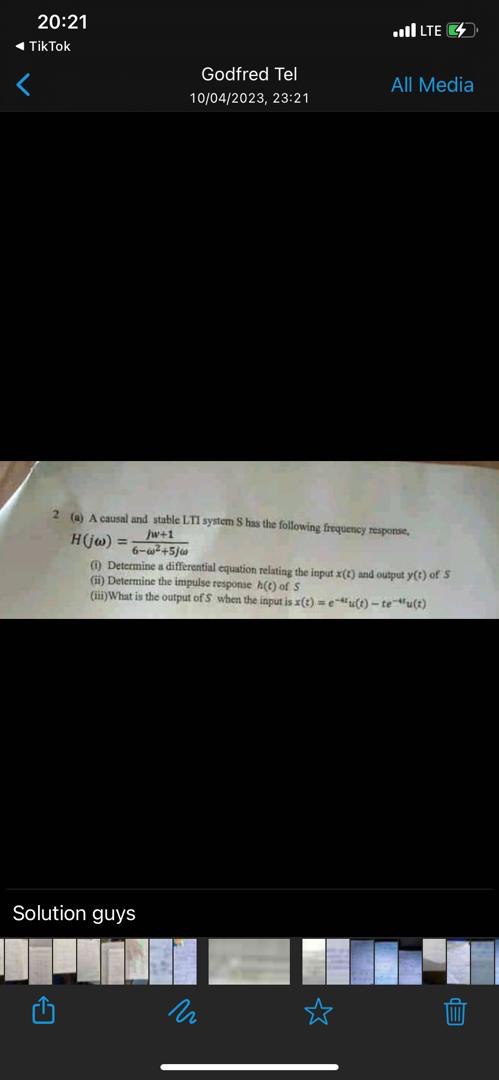 20:21
LTE
◀ TikTok
Godfred Tel
10/04/2023, 23:21
All Media
2 (a) A causal and stable LTI system S has the following frequency response,
H(jω) = jw+1 / 6−ω²+5jω
(i) Determine a differential equation relating the input x(t) and output y(t) of S
(ii) Determine the impulse response h(t) of S
(iii)What is the output of S when the input is x(t) = e⁻⁴ᵗu(t) − te⁻⁴ᵗu(t)
Solution guys